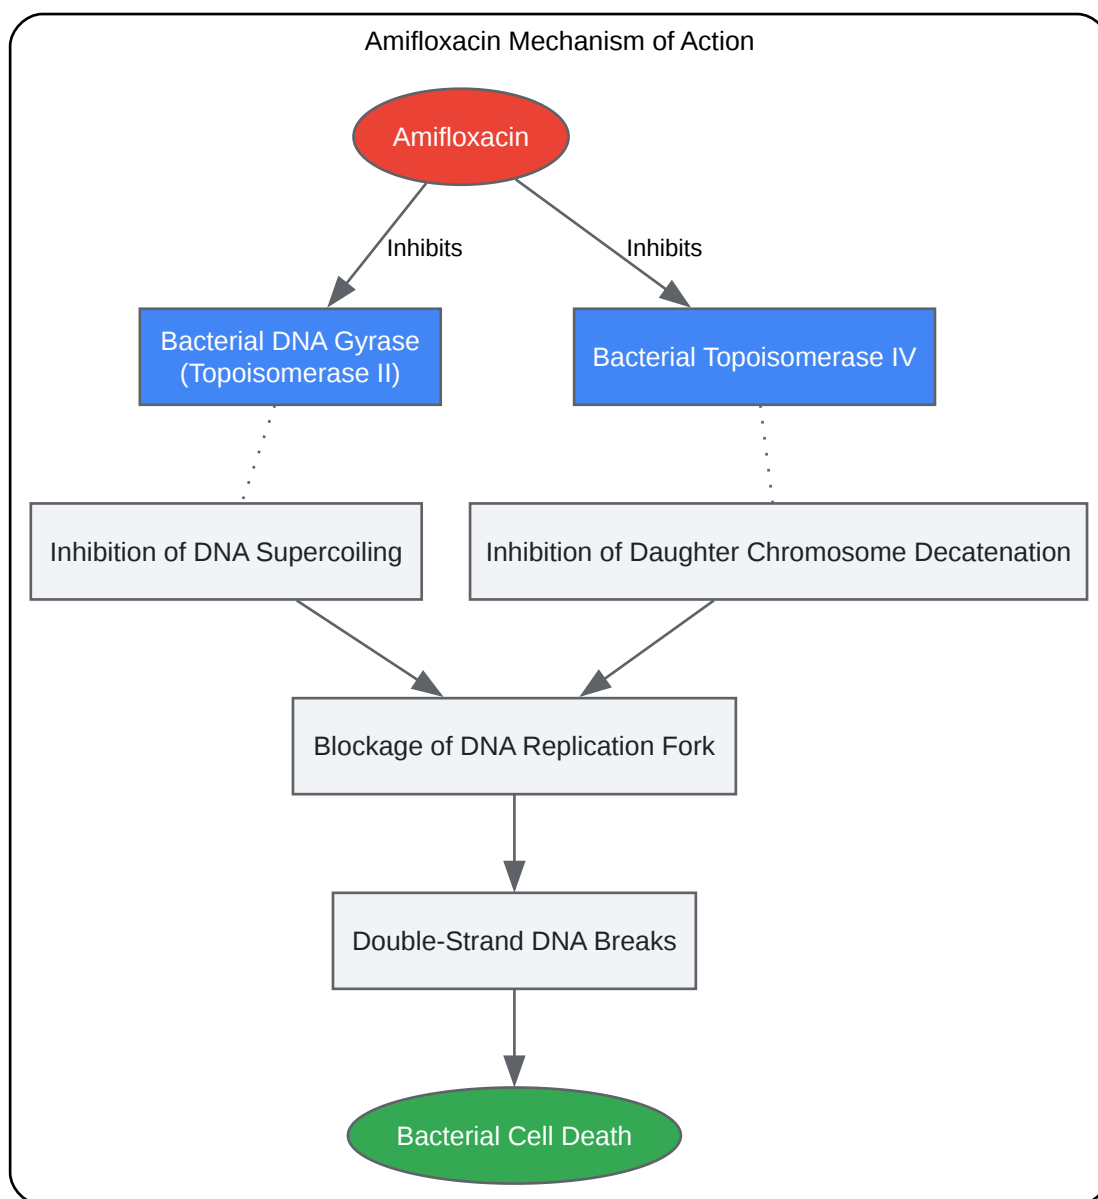 Amifloxacin Mechanism of Action
Amifloxacin
Inhibits
Inhibits
Bacterial DNA Gyrase
(Topoisomerase II)
Bacterial Topoisomerase IV
Inhibition of DNA Supercoiling
Inhibition of Daughter Chromosome Decatenation
Blockage of DNA Replication Fork
Double-Strand DNA Breaks
Bacterial Cell Death